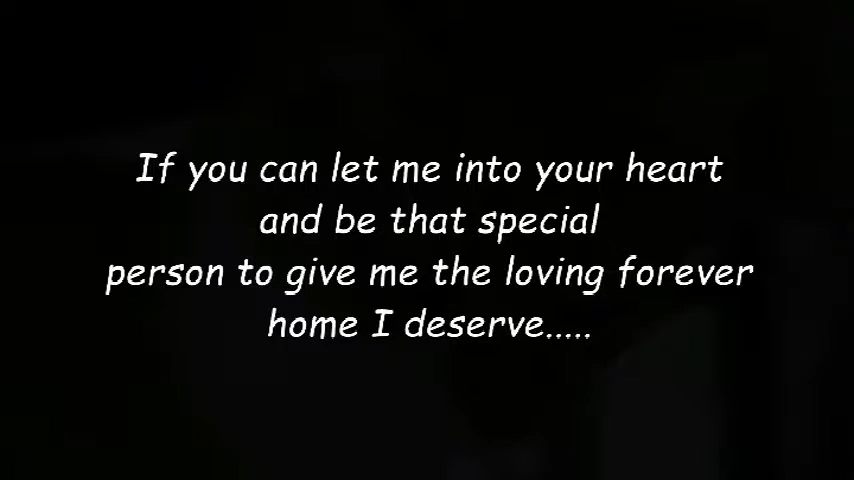 If you can let me into your heart
and be that special
person to give me the loving forever
home I deserve.....